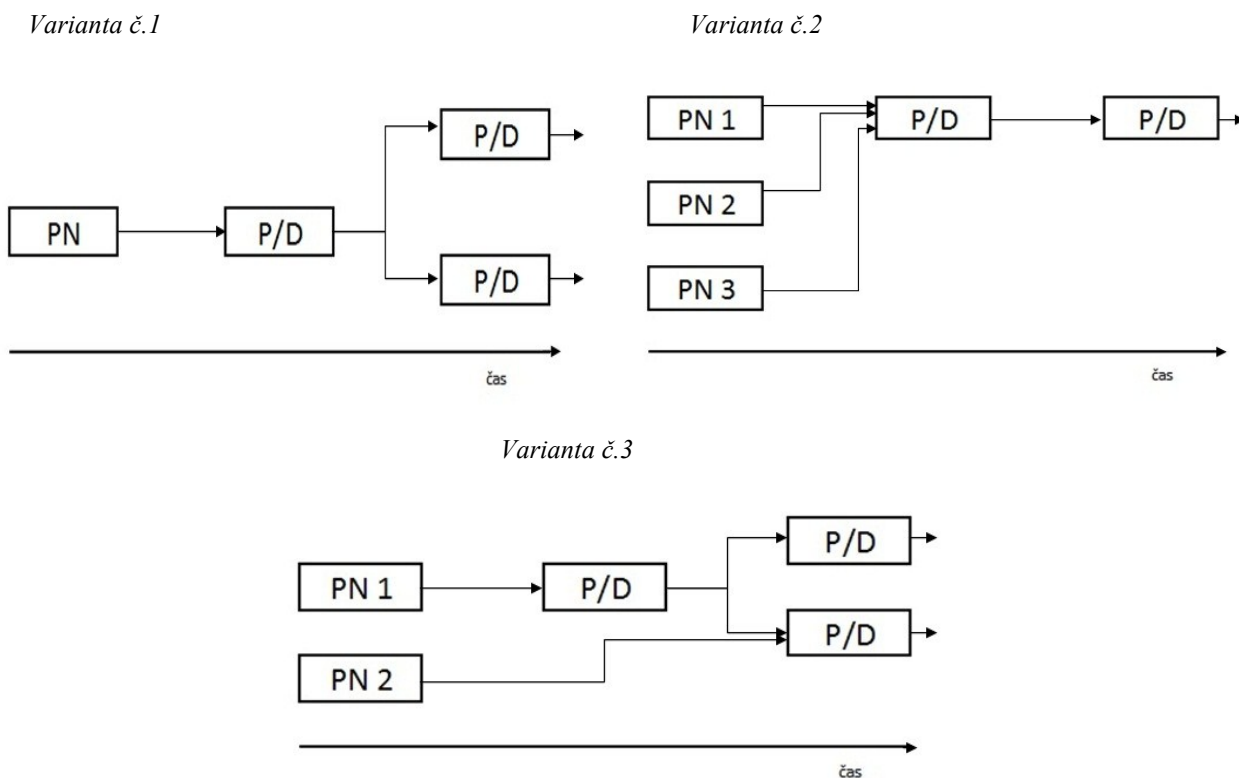 Varianta č.1
P/D
PN
P/D
P/D
čas
Varianta č.2
PN 1
P/D
P/D
PN 2
PN 3
čas
Varianta č.3
P/D
PN 1
P/D
P/D
PN 2
čas